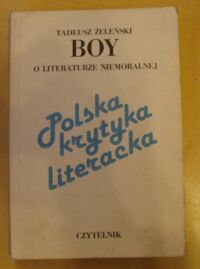 TADEUSZ ŻELEŃSKI
BOY
O LITERATURZE NIEMORALNEJ
Polska
krytyka
literacka
CZYTELNIK